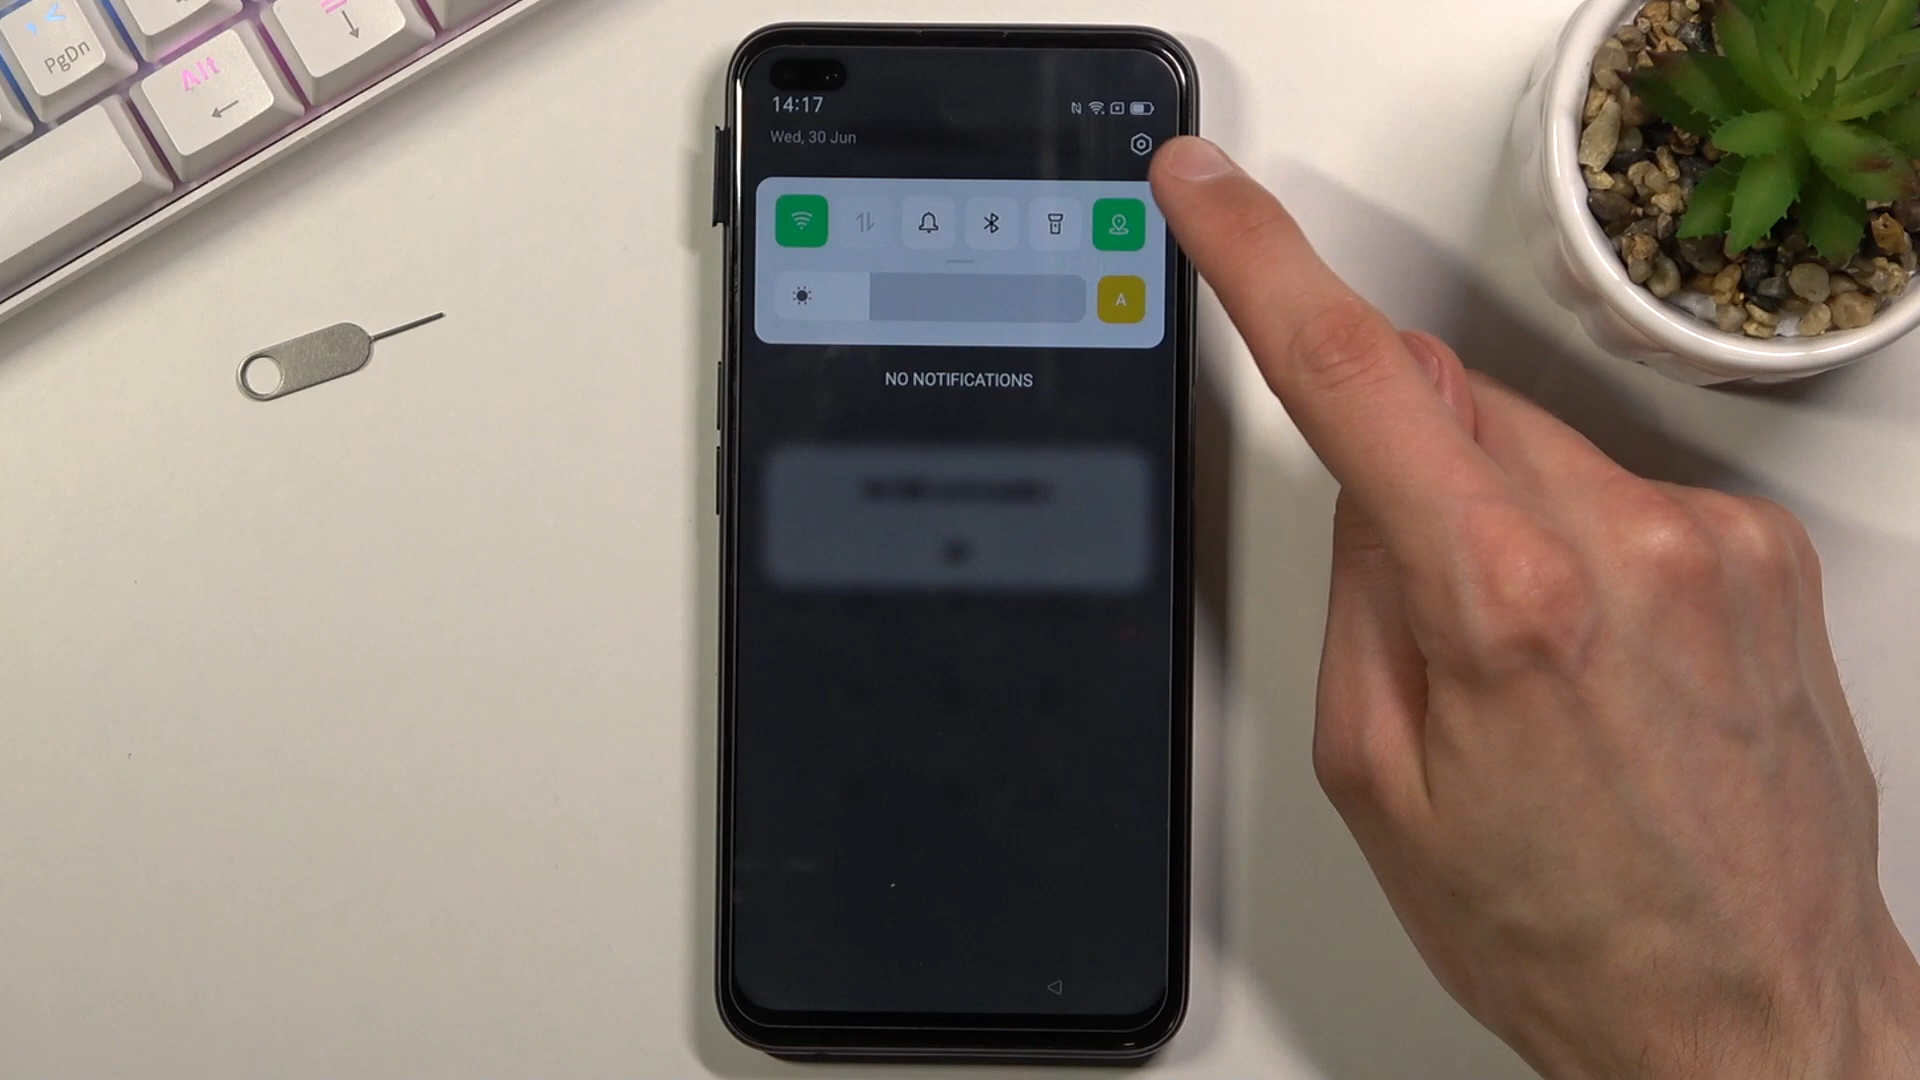 PgDn
Alt
14:17
Wed, 30 Jun
A
NO NOTIFICATIONS